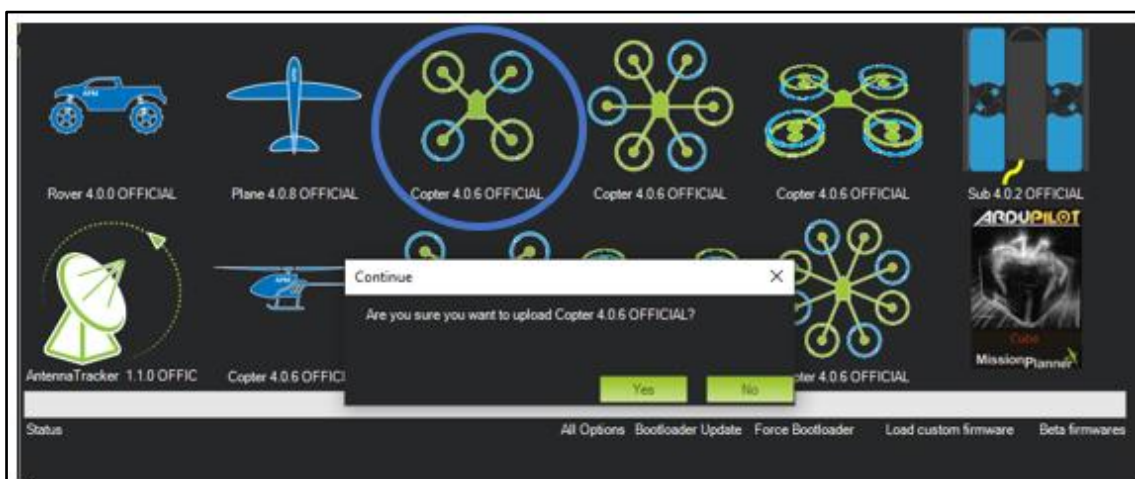 Rover 4.0.0 OFFICIAL
Plane 4.0.8 OFFICIAL
Copter 4.0.6 OFFICIAL
Copter 4.0.6 OFFICIAL
Copter 4.0.6 OFFICIAL
Sub 4.0.2 OFFICIAL
ARDUPILOT
Cube
MissionPlanner
Continue
Are you sure you want to upload Copter 4.0.6 OFFICIAL?
Yes
No
AntennaTracker 1.1.0 OFFIC
Copter 4.0.6 OFFICI
pter 4.0.6 OFFICIAL
Status
All Options
Bootloader Update
Force Bootloader
Load custom firmware
Beta firmwares